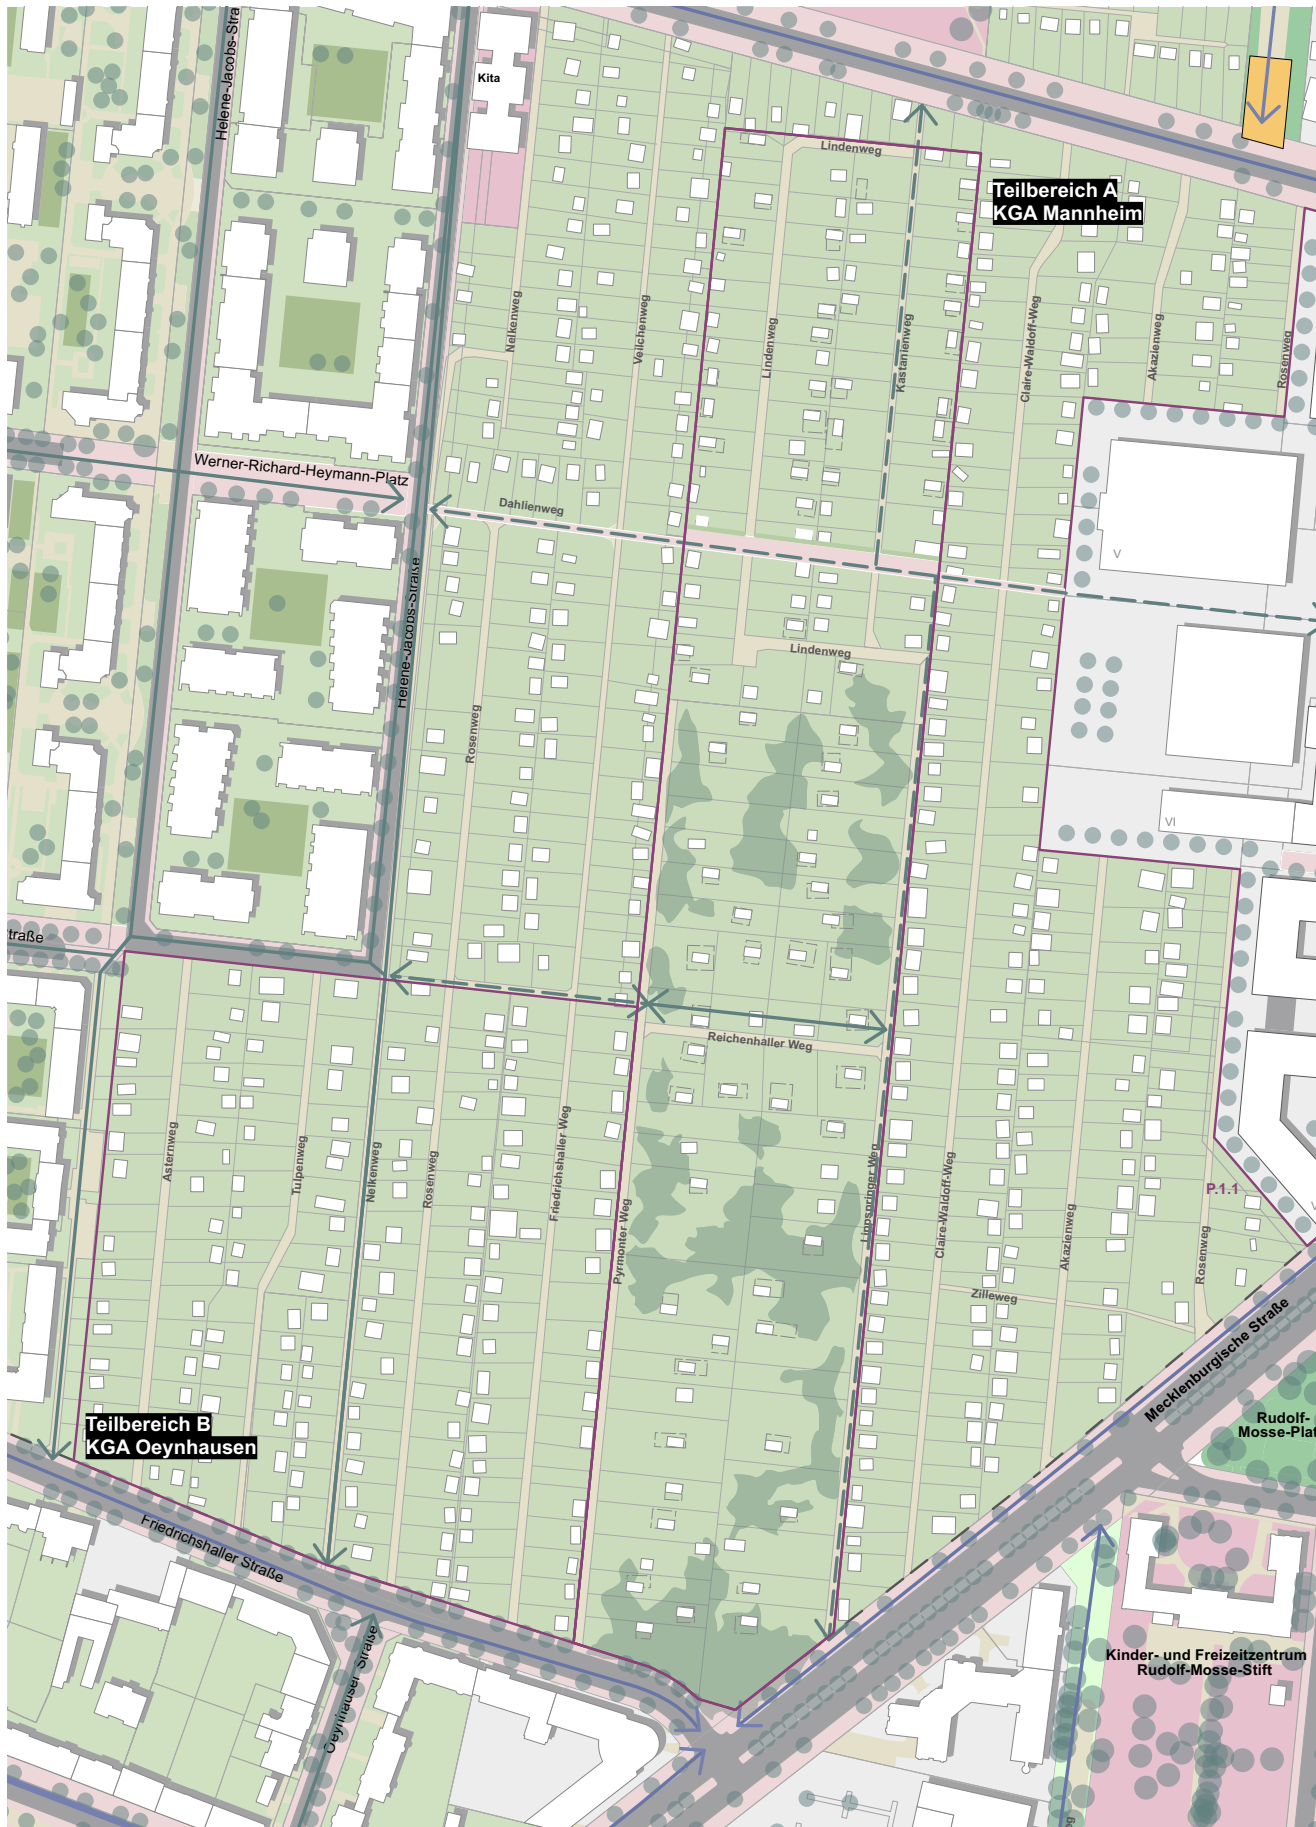 Helene-Jacobs-Stra
Kita
Lindenweg
Teilbereich A
KGA Mannheim
Nelkenweg
Veilchenweg
Lindenweg
Kastanienweg
Claire-Waldoff-Weg
Akazienweg
Rosenweg
Werner-Richard-Heymann-Platz
Dahlienweg
V
Helene-Jacobs-Straße
Lindenweg
Rosenweg
VI
traße
Reichenhaller Weg
Asternweg
Tulpenweg
Nelkenweg
Rosenweg
Friedrichshaller Weg
Pyrmonter Weg
Lippspringer Weg
Claire-Waldoff-Weg
Akazienweg
P.1.1
Rosenweg
Zilleweg
Mecklenburgische Straße
Teilbereich B
KGA Oeynhausen
Rudolf-
Mosse-Plat
Friedrichshaller Straße
Oeynhauser Straße
Kinder- und Freizeitzentrum
Rudolf-Mosse-Stift